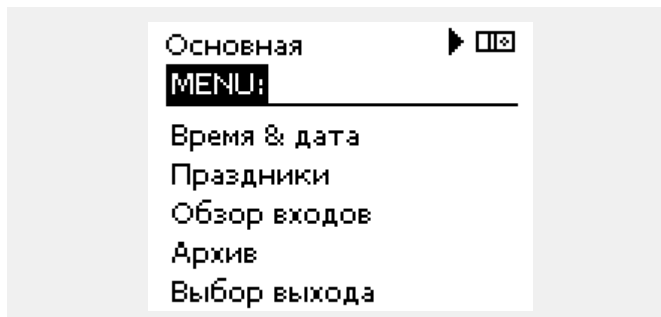 Основная
MENU:
Время & дата
Праздники
Обзор входов
Архив
Выбор выхода